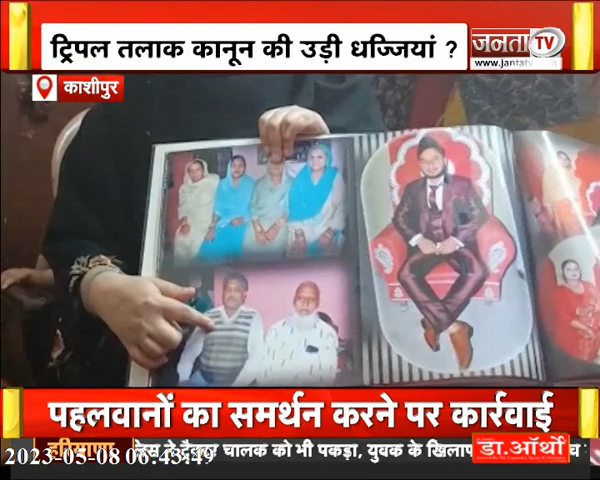 ट्रिपल तलाक कानून की उड़ी धज्जियां ?
जनता TV
www.jantatv.com
काशीपुर
पहलवानों का समर्थन करने पर कार्रवाई
हरियाणा
ने ट्रैक्टर चालक को भी पकड़ा, युवक के खिलाफ
डा.ऑर्थो
2023-05-08 06:43:49